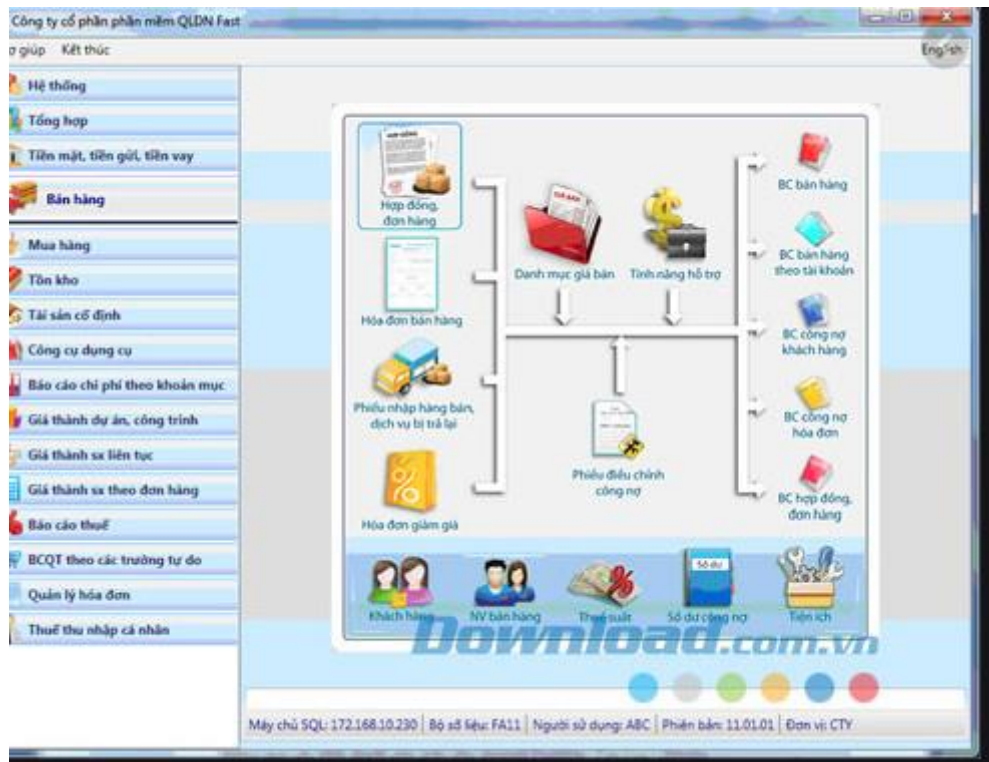 Công ty cổ phần phần mềm QLDN Fast
ợ giúp Kết thúc
English
Hệ thống
Tổng hợp
Tiền mặt, tiền gửi, tiền vay
Bán hàng
Mua hàng
Tồn kho
Tài sản cố định
Công cụ dụng cụ
Báo cáo chi phí theo khoản mục
Giá thành dự án, công trình
Giá thành sx liên tục
Giá thành sx theo đơn hàng
Báo cáo thuế
BCQT theo các trường tự do
Quản lý hóa đơn
Thuế thu nhập cá nhân
HỢP ĐỒNG
Hợp đồng,
đơn hàng
Hóa đơn bán hàng
Phiếu nhập hàng bán,
dịch vụ bị trả lại
Hóa đơn giảm giá
GIÁ BÁN
Danh mục giá bán
Tính năng hỗ trợ
Phiếu điều chỉnh
công nợ
BC bán hàng
BC bán hàng
theo tài khoản
BC công nợ
khách hàng
BC công nợ
hóa đơn
BC hợp đồng,
đơn hàng
Số dư
Khách hàng
NV bán hàng
Thuế suất
Số dư công nợ
Tiện ích
Download.com.vn
Máy chủ SQL: 172.168.10.230 Bộ số liệu: FA11 Người sử dụng: ABC Phiên bản: 11.01.01 Đơn vị: CTY